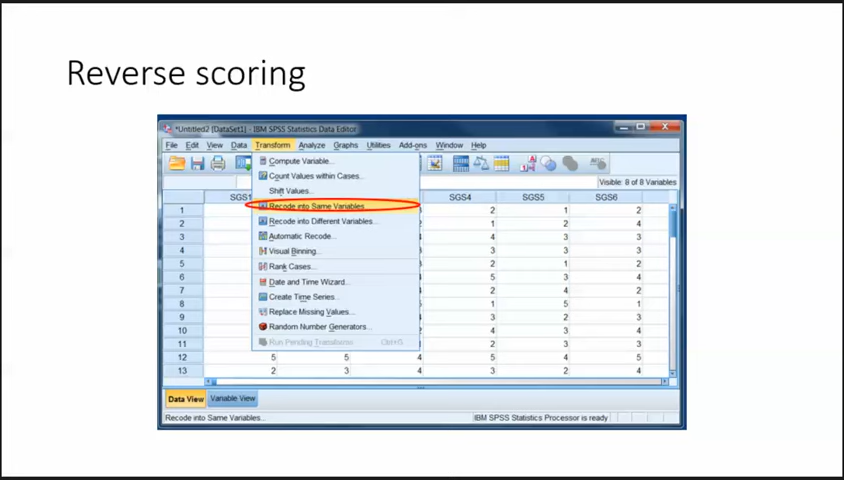 Reverse scoring
*Untitled2 [DataSet1] - IBM SPSS Statistics Data Editor
File Edit View Data Transform Analyze Graphs Utilities Add-ons Window Help
Compute Variable...
Count Values within Cases...
Shift Values...
Recode into Same Variables...
Recode into Different Variables...
Automatic Recode...
Visual Binning...
Rank Cases...
Date and Time Wizard...
Create Time Series...
Replace Missing Values...
Random Number Generators...
Run Pending Transforms Ctrl+G
Visible: 8 of 8 Variables
SGS1 SGS4 SGS5 SGS6
1 2 1 2
2 1 2 4
3 4 3 3
4 3 3 3
5 2 1 2
6 5 3 4
7 4 2 2
8 1 5 1
9 3 2 3
10 4 3 4
11 4 2 3 3
12 5 5 4 5 4 5
13 2 3 4 3 2 4
Data View Variable View
Recode into Same Variables... IBM SPSS Statistics Processor is ready